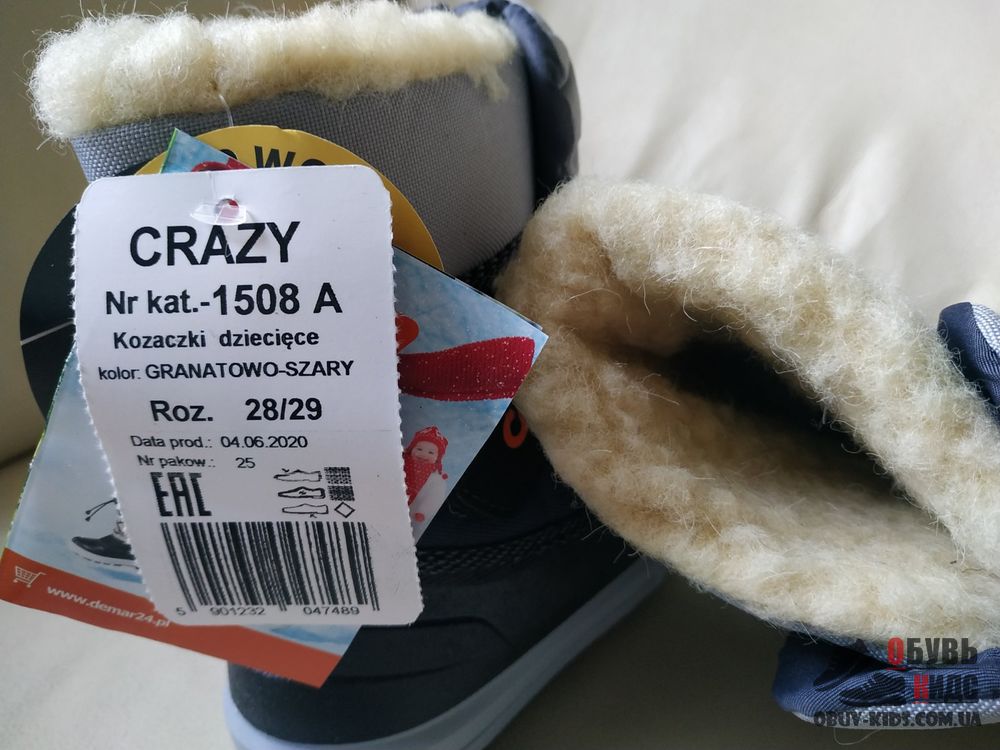 WO
CRAZY
Nr kat.-1508 A
Kozaczki dziecięce
kolor: GRANATOWO-SZARY
Roz. 28/29
Data prod.: 04.06.2020
Nr pakow.: 25
EAC
5 901232 047489
www.demar24.pl
ОБУВЬ
КИДС
OBUV-KIDS.COM.UA